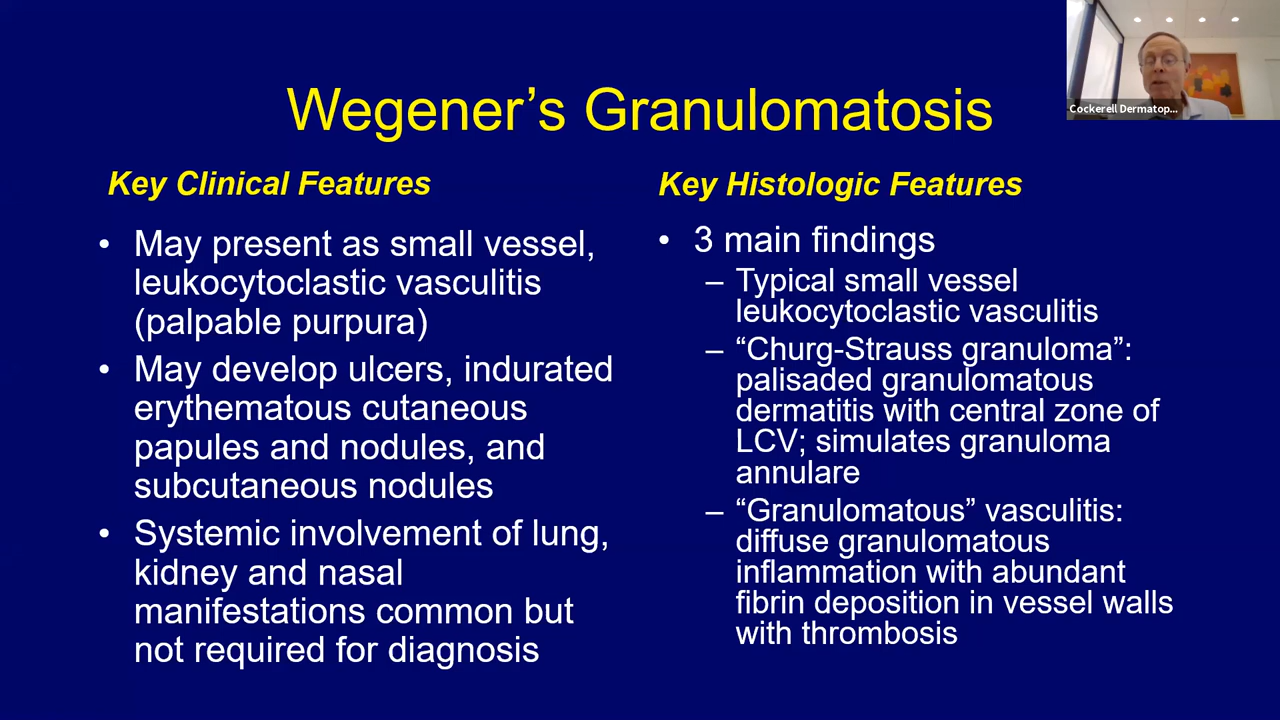 Wegener's Granulomatosis
Cockerell Dermatop...
Key Clinical Features
• May present as small vessel,
leukocytoclastic vasculitis
(palpable purpura)
• May develop ulcers, indurated
erythematous cutaneous
papules and nodules, and
subcutaneous nodules
• Systemic involvement of lung,
kidney and nasal
manifestations common but
not required for diagnosis
Key Histologic Features
• 3 main findings
– Typical small vessel
leukocytoclastic vasculitis
– “Churg-Strauss granuloma”:
palisaded granulomatous
dermatitis with central zone of
LCV; simulates granuloma
annulare
– “Granulomatous” vasculitis:
diffuse granulomatous
inflammation with abundant
fibrin deposition in vessel walls
with thrombosis